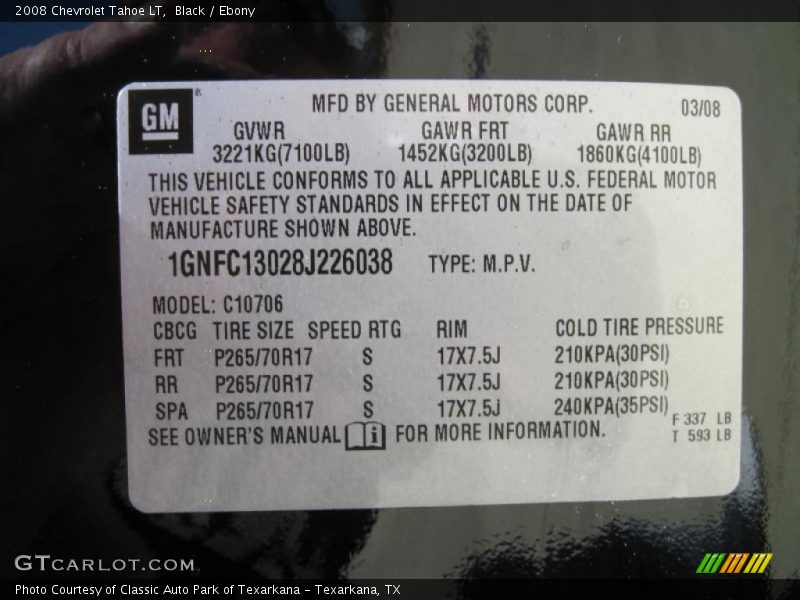 2008 Chevrolet Tahoe LT, Black / Ebony
GM®
MFD BY GENERAL MOTORS CORP. 03/08
GVWR GAWR FRT GAWR RR
3221KG(7100LB) 1452KG(3200LB) 1860KG(4100LB)
THIS VEHICLE CONFORMS TO ALL APPLICABLE U.S. FEDERAL MOTOR
VEHICLE SAFETY STANDARDS IN EFFECT ON THE DATE OF
MANUFACTURE SHOWN ABOVE.
1GNFC13028J226038 TYPE: M.P.V.
MODEL: C10706
CBCG TIRE SIZE SPEED RTG RIM COLD TIRE PRESSURE
FRT P265/70R17 S 17X7.5J 210KPA(30PSI)
RR P265/70R17 S 17X7.5J 210KPA(30PSI)
SPA P265/70R17 S 17X7.5J 240KPA(35PSI)
F 337 LB
SEE OWNER'S MANUAL i FOR MORE INFORMATION.
T 593 LB
GTCARLOT.COM
Photo Courtesy of Classic Auto Park of Texarkana - Texarkana, TX